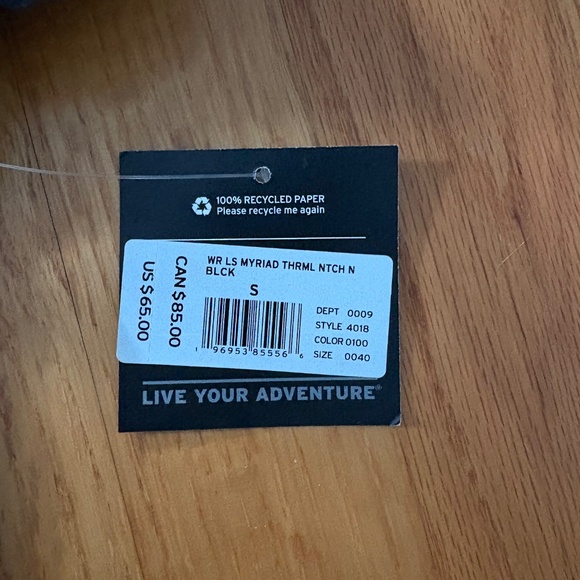 100% RECYCLED PAPER
Please recycle me again
WR LS MYRIAD THRML NTCH N
BLCK
S
CAN $85.00
US $65.00
DEPT 0009
STYLE 4018
COLOR 0100
SIZE 0040
1 96953 85556 6
LIVE YOUR ADVENTURE®